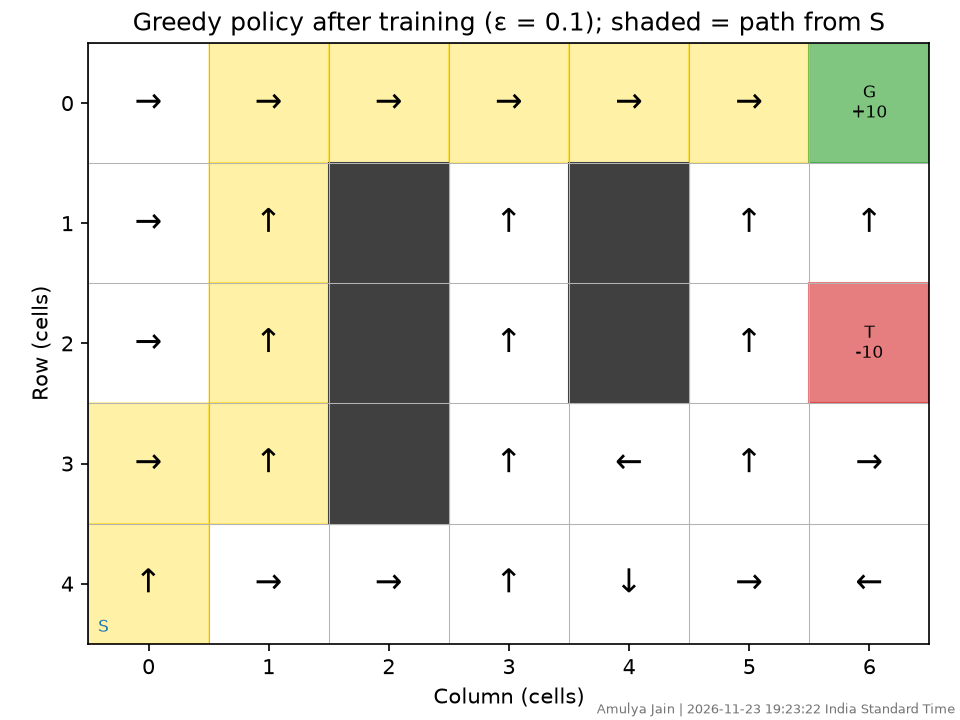 Greedy policy after training (ε = 0.1); shaded = path from S
Row (cells)
0 → → → → → → G
+10
1 → ↑ ↑ ↑ ↑
2 → ↑ ↑ ↑ T
-10
3 → ↑ ↑ ← ↑ →
4 ↑ → → ↑ ↓ → ←
S
0 1 2 3 4 5 6
Column (cells)
Amulya Jain | 2026-11-23 19:23:22 India Standard Time